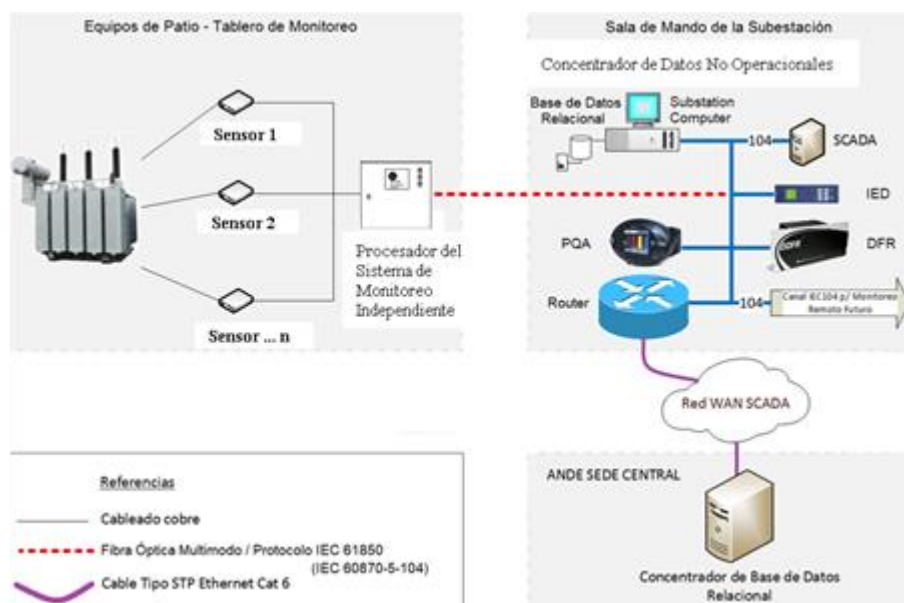 Equipos de Patio - Tablero de Monitoreo
Sensor 1
Sensor 2
Sensor ... n
Procesador del
Sistema de
Monitoreo
Independiente
Sala de Mando de la Subestación
Concentrador de Datos No Operacionales
Base de Datos
Relacional
Substation
Computer
104
SCADA
IED
PQA
DFR
Router
104
Canal IEC104 p/ Monitoreo
Remoto Futuro
Red WAN SCADA
ANDE SEDE CENTRAL
Concentrador de Base de Datos
Relacional
Referencias
Cableado cobre
Fibra Óptica Multimodo / Protocolo IEC 61850
(IEC 60870-5-104)
Cable Tipo STP Ethernet Cat 6